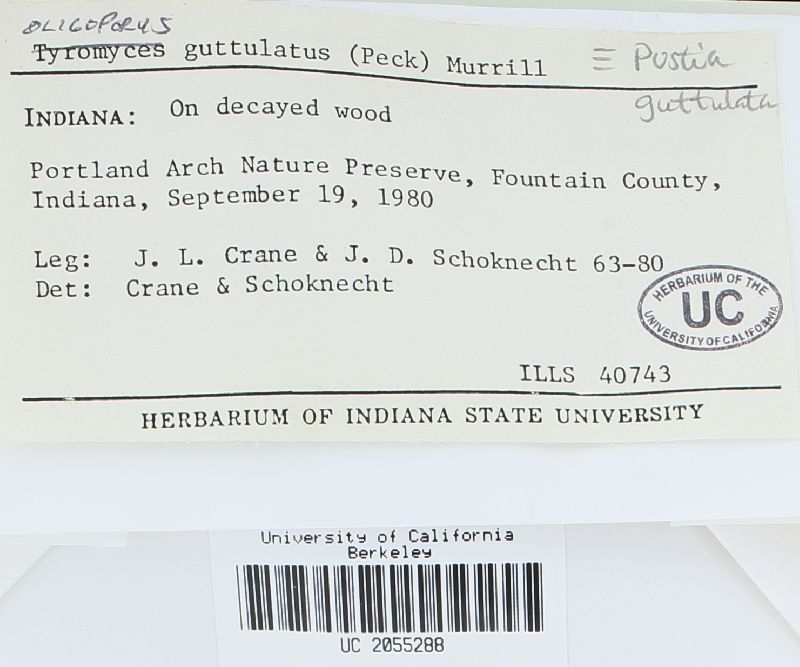 OLIGOPORUS
Tyromyces guttulatus (Peck) Murrill ≡ Postia
guttulata
INDIANA: On decayed wood
Portland Arch Nature Preserve, Fountain County,
Indiana, September 19, 1980
Leg: J. L. Crane & J. D. Schoknecht 63-80
Det: Crane & Schoknecht
HERBARIUM OF THE
UC
UNIVERSITY OF CALIFORNIA
ILLS 40743
HERBARIUM OF INDIANA STATE UNIVERSITY
University of California
Berkeley
UC 2055288